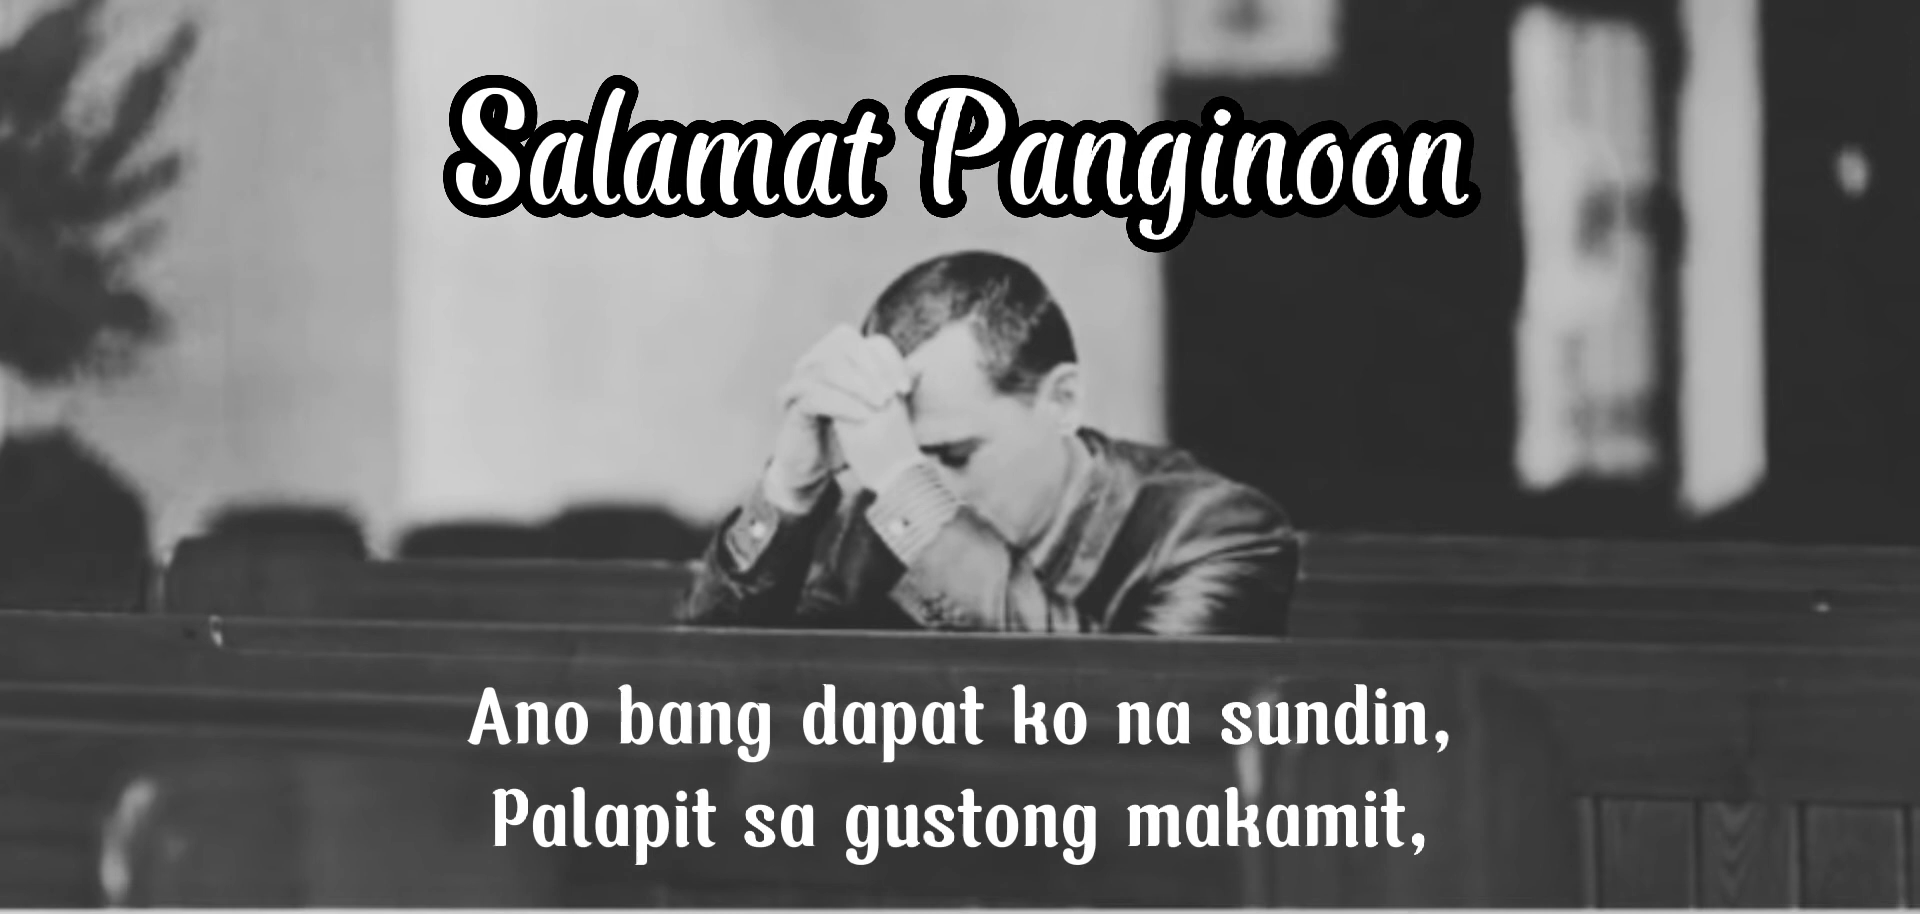 Salamat Panginoon
Ano bang dapat ko na sundin,
Palapit sa gustong makamit,